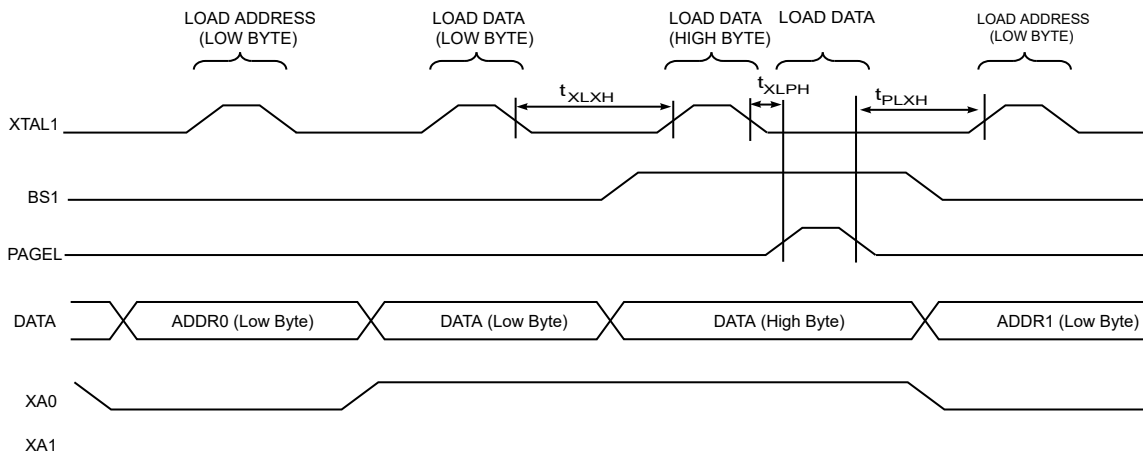 LOAD ADDRESS
(LOW BYTE)
LOAD DATA
(LOW BYTE)
LOAD DATA
(HIGH BYTE)
LOAD DATA
LOAD ADDRESS
(LOW BYTE)
tXLXH
tXLPH
tPLXH
XTAL1
BS1
PAGEL
DATA
ADDR0 (Low Byte)
DATA (Low Byte)
DATA (High Byte)
ADDR1 (Low Byte)
XA0
XA1